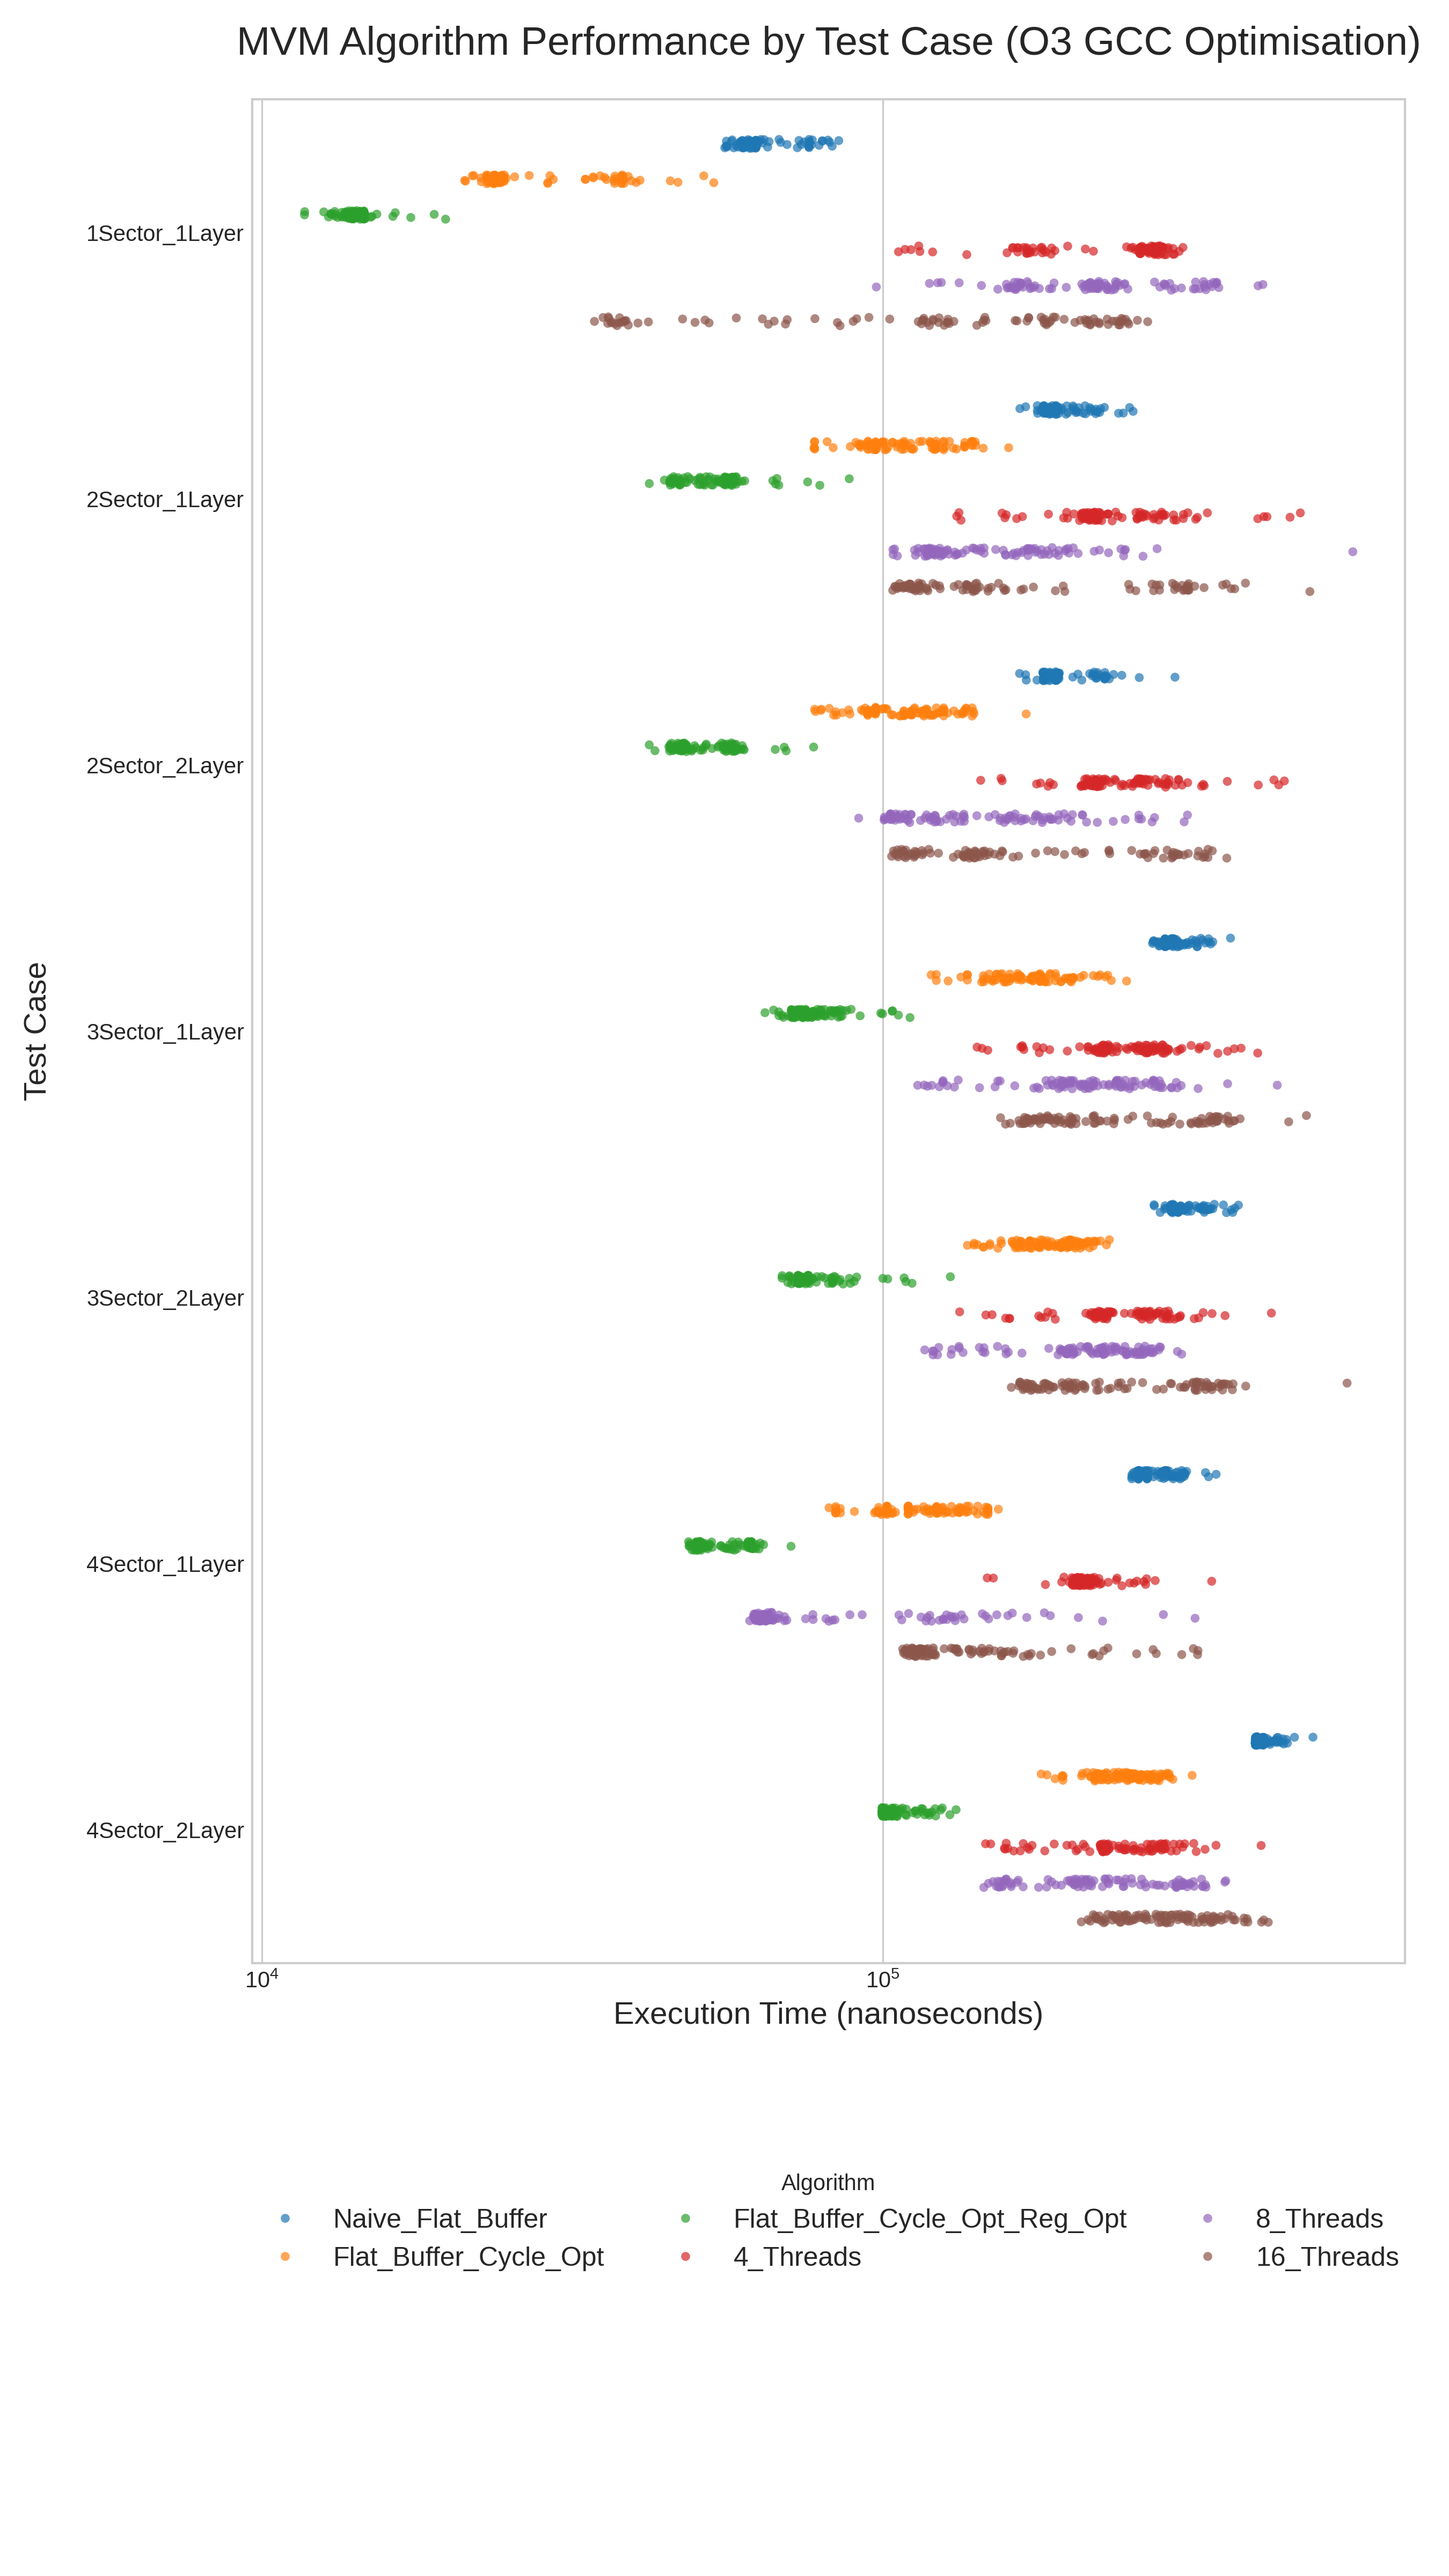 MVM Algorithm Performance by Test Case (O3 GCC Optimisation)
1Sector_1Layer
2Sector_1Layer
2Sector_2Layer
3Sector_1Layer
3Sector_2Layer
4Sector_1Layer
4Sector_2Layer
Test Case
10⁴ 10⁵
Execution Time (nanoseconds)
Algorithm
Naive_Flat_Buffer Flat_Buffer_Cycle_Opt_Reg_Opt 8_Threads
Flat_Buffer_Cycle_Opt 4_Threads 16_Threads